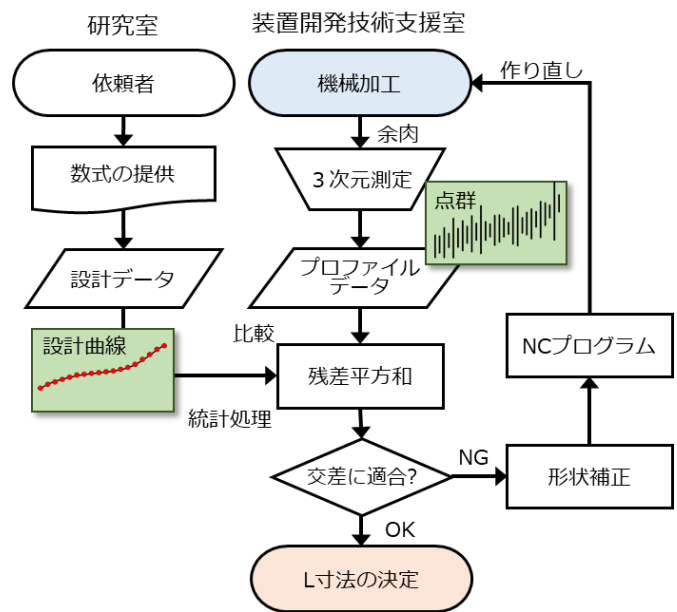 研究室
装置開発技術支援室
依頼者
機械加工
作り直し
余肉
数式の提供
3次元測定
点群
設計データ
プロファイル
データ
設計曲線
比較
NCプログラム
残差平方和
統計処理
交差に適合?
NG
形状補正
OK
L寸法の決定